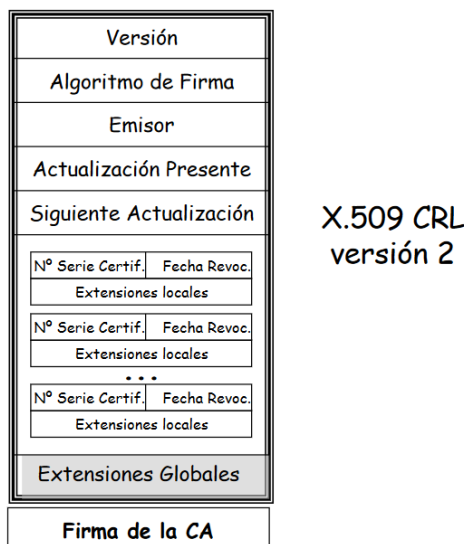 Versión
Algoritmo de Firma
Emisor
Actualización Presente
Siguiente Actualización
X.509 CRL
versión 2
Nº Serie Certif. Fecha Revoc.
Extensiones locales
Nº Serie Certif. Fecha Revoc.
Extensiones locales
...
Nº Serie Certif. Fecha Revoc.
Extensiones locales
Extensiones Globales
Firma de la CA